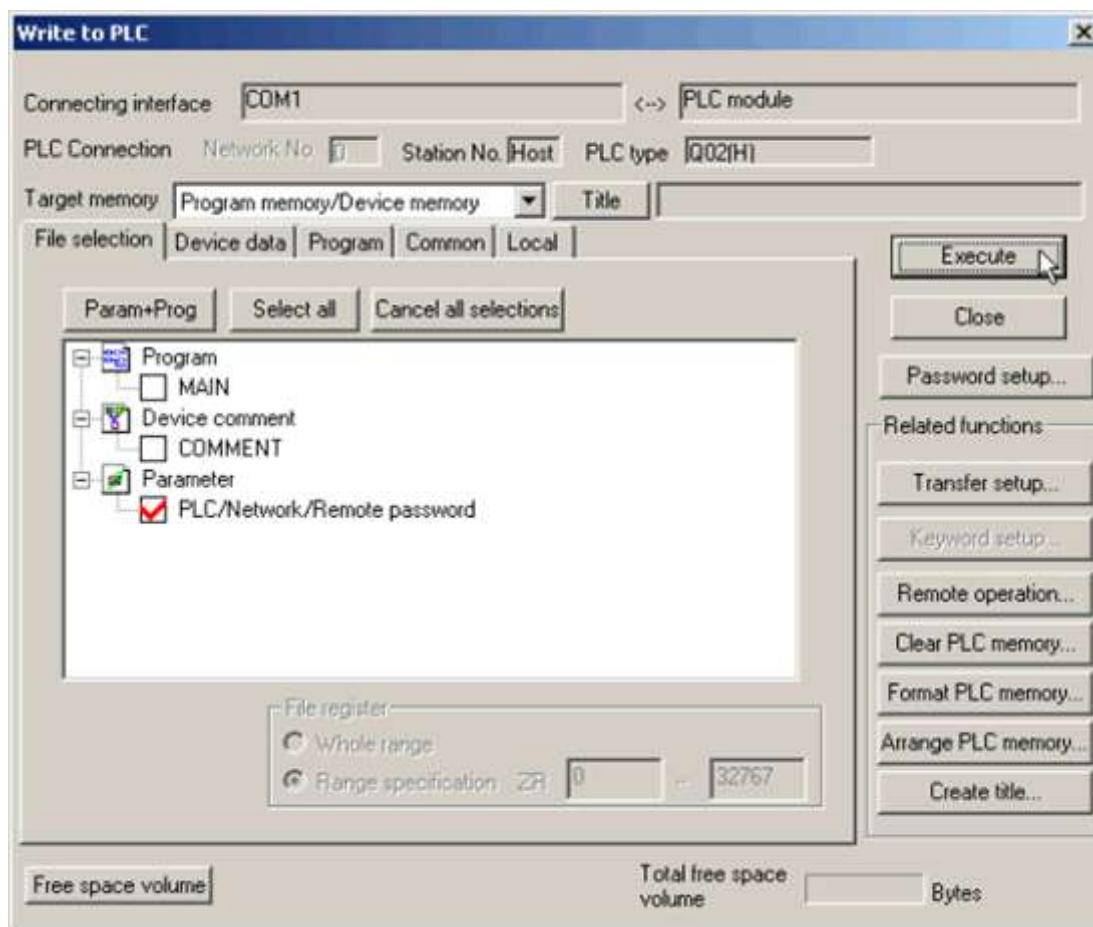 Write to PLC
Connecting interface COM1 <--> PLC module
PLC Connection Network No. 0 Station No. Host PLC type Q02(H)
Target memory Program memory/Device memory Title
File selection Device data Program Common Local
Execute
Param+Prog Select all Cancel all selections
Close
Program
MAIN
Password setup...
Device comment
COMMENT
Related functions
Parameter
PLC/Network/Remote password
Transfer setup...
Keyword setup...
Remote operation...
Clear PLC memory...
Format PLC memory...
File register
Whole range
Arrange PLC memory...
Range specification ZR 0 -- 32767
Create title...
Free space volume
Total free space
volume Bytes